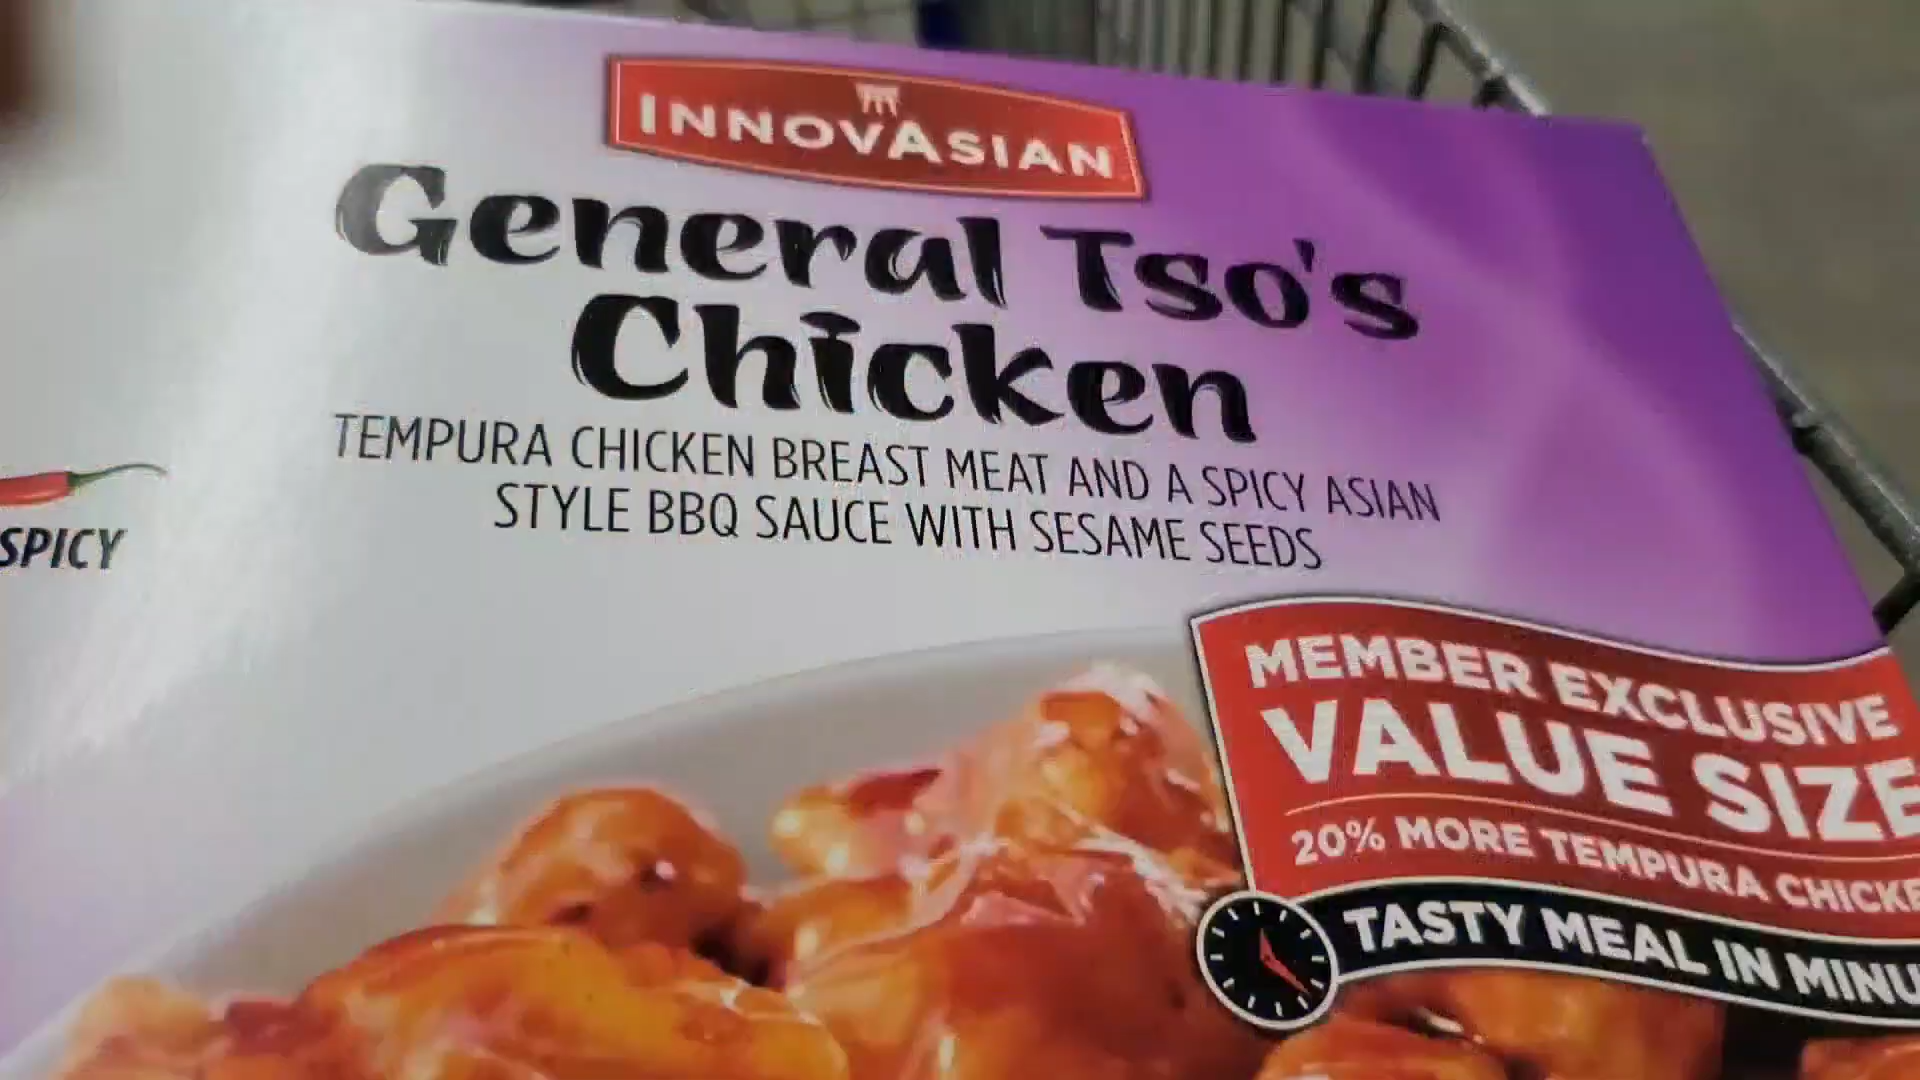 INNOVASIAN
General Tso's
Chicken
TEMPURA CHICKEN BREAST MEAT AND A SPICY ASIAN
STYLE BBQ SAUCE WITH SESAME SEEDS
SPICY
MEMBER EXCLUSIVE
VALUE SIZE
20% MORE TEMPURA
TASTY MEAL IN